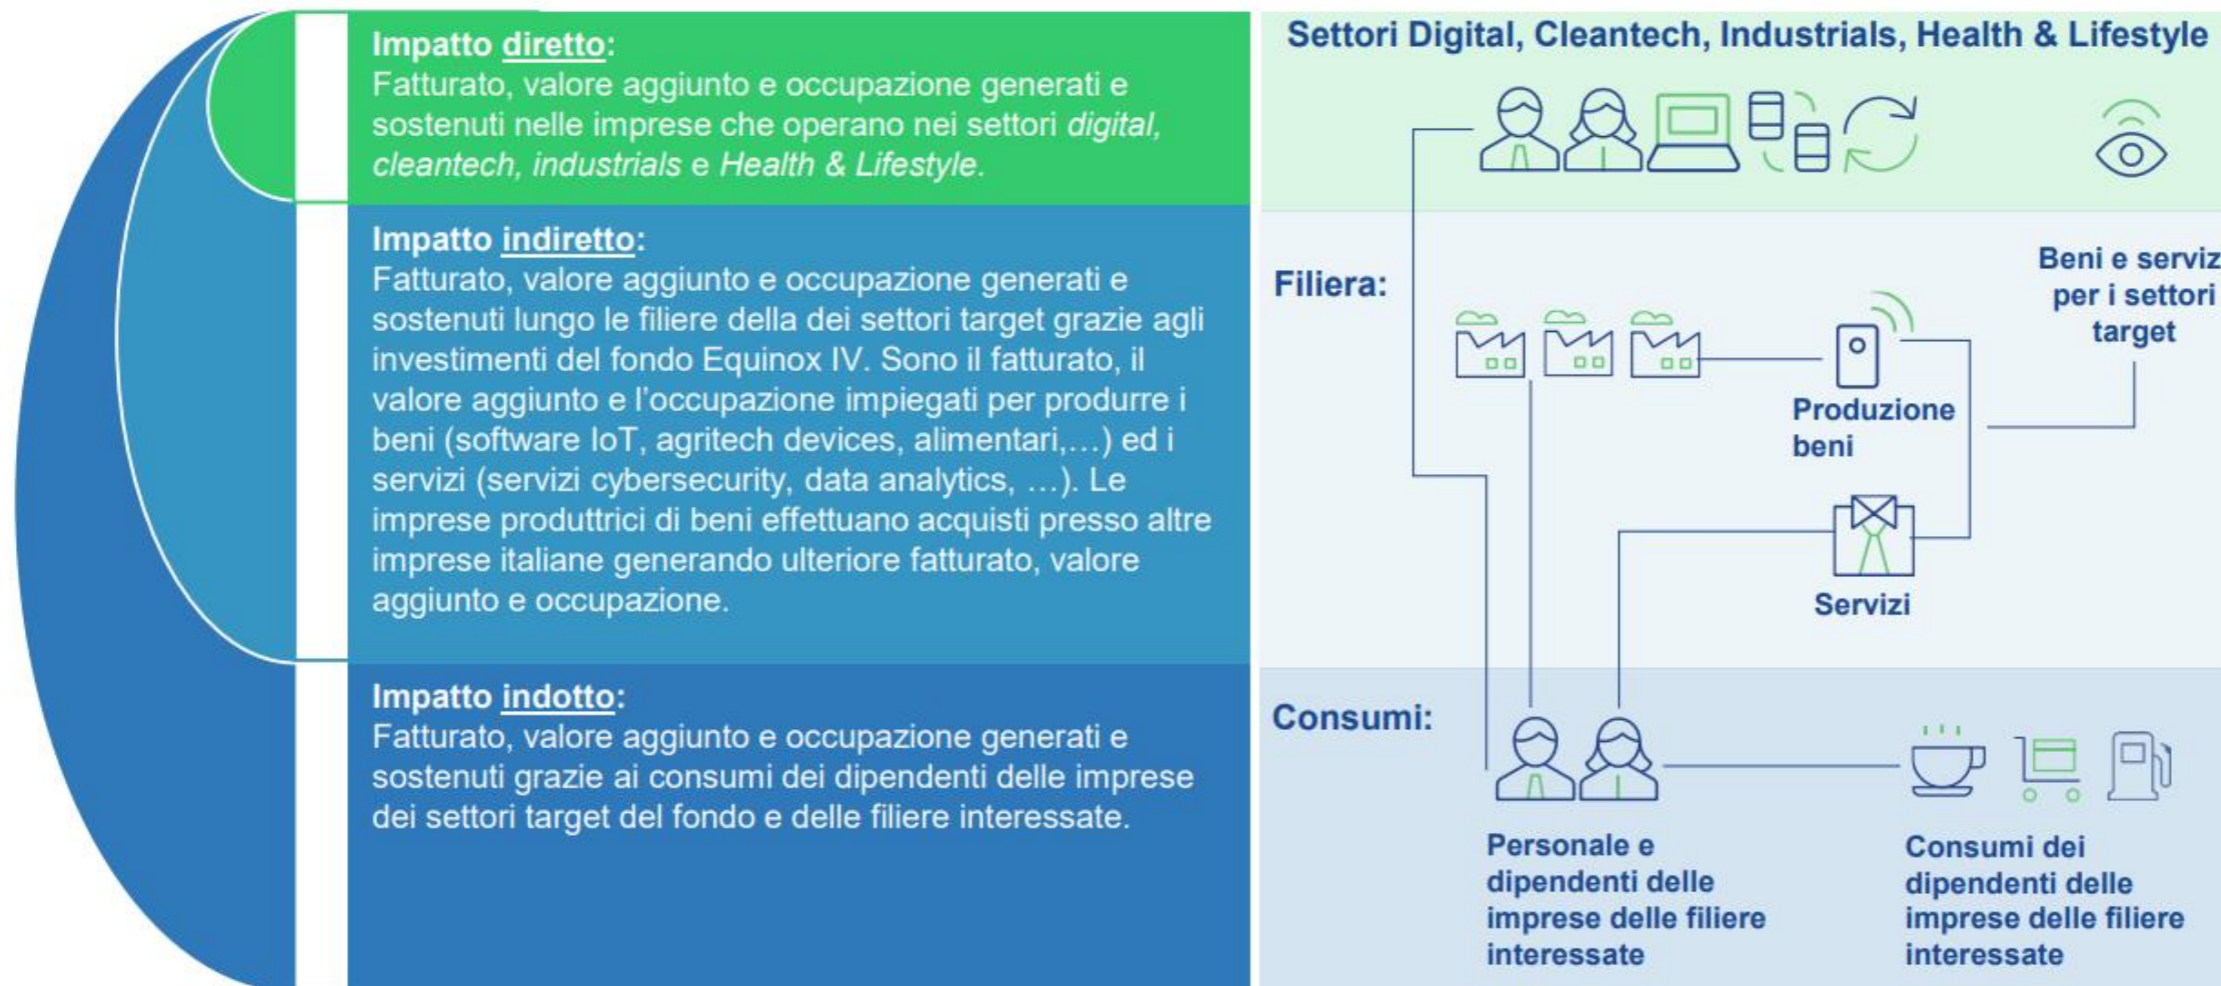 Impatto diretto:
Fatturato, valore aggiunto e occupazione generati e
sostenuti nelle imprese che operano nei settori digital,
cleantech, industrials e Health & Lifestyle.
Impatto indiretto:
Fatturato, valore aggiunto e occupazione generati e
sostenuti lungo le filiere della dei settori target grazie agli
investimenti del fondo Equinox IV. Sono il fatturato, il
valore aggiunto e l'occupazione impiegati per produrre i
beni (software IoT, agritech devices, alimentari,…) ed i
servizi (servizi cybersecurity, data analytics, …). Le
imprese produttrici di beni effettuano acquisti presso altre
imprese italiane generando ulteriore fatturato, valore
aggiunto e occupazione.
Impatto indotto:
Fatturato, valore aggiunto e occupazione generati e
sostenuti grazie ai consumi dei dipendenti delle imprese
dei settori target del fondo e delle filiere interessate.
Settori Digital, Cleantech, Industrials, Health & Lifestyle
Filiera:
Beni e serviz
per i settori
target
Produzione
beni
Servizi
Consumi:
Personale e
dipendenti delle
imprese delle filiere
interessate
Consumi dei
dipendenti delle
imprese delle filiere
interessate